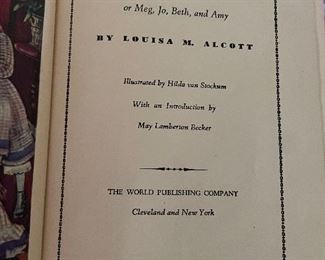 or Meg, Jo, Beth, and Amy
BY LOUISA M. ALCOTT
Illustrated by Hilda van Stockum
With an Introduction by
May Lamberton Becker
THE WORLD PUBLISHING COMPANY
Cleveland and New York